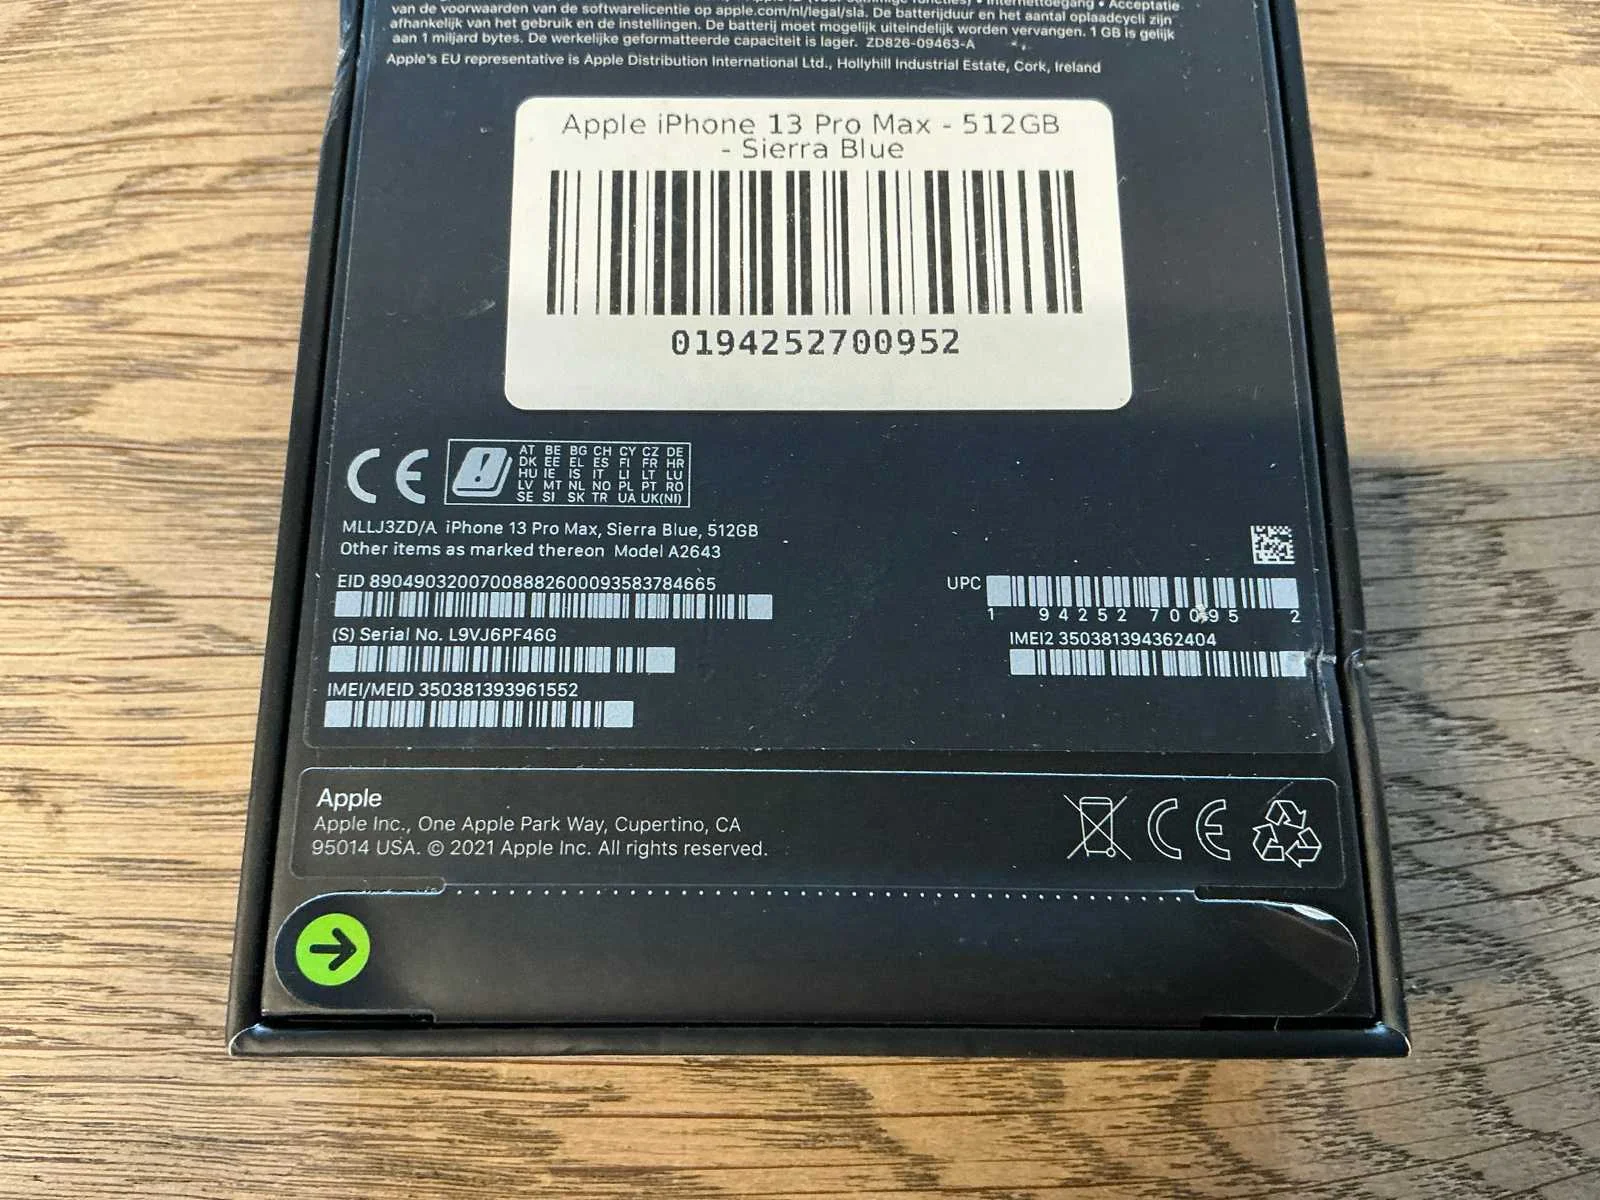 van de voorwaarden van de softwarelicentie op apple.com/nl/legal/sla. De batterijduur en het aantal oplaadcycli zijn
afhankelijk van het gebruik en de instellingen. De batterij moet mogelijk uiteindelijk worden vervangen. 1 GB is gelijk
aan 1 miljard bytes. De werkelijke geformatteerde capaciteit is lager. ZD826-09463-A
Apple's EU representative is Apple Distribution International Ltd., Hollyhill Industrial Estate, Cork, Ireland
Apple iPhone 13 Pro Max - 512GB
- Sierra Blue
0194252700952
CE
AT BE BG CH CY CZ DE
DK EE EL ES FI FR HR
HU IE IS IT LI LT LU
LV MT NL NO PL PT RO
SE SI SK TR UA UK(NI)
MLLJ3ZD/A iPhone 13 Pro Max, Sierra Blue, 512GB
Other items as marked thereon Model A2643
EID 89049032007008882600093583784665
UPC
1 94252 70095 2
(S) Serial No. L9VJ6PF46G
IMEI2 350381394362404
IMEI/MEID 350381393961552
Apple
Apple Inc., One Apple Park Way, Cupertino, CA
95014 USA. © 2021 Apple Inc. All rights reserved.
CE